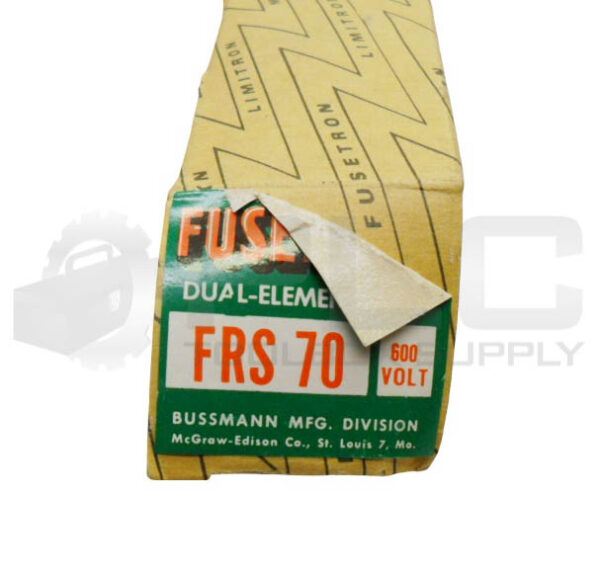 LIMITRON
LIMITRON
FUSETRON
FUSE
DUAL-ELEME
FRS 70
600
VOLT
BUSSMANN MFG. DIVISION
McGraw-Edison Co., St. Louis 7, Mo.
SUPPLY